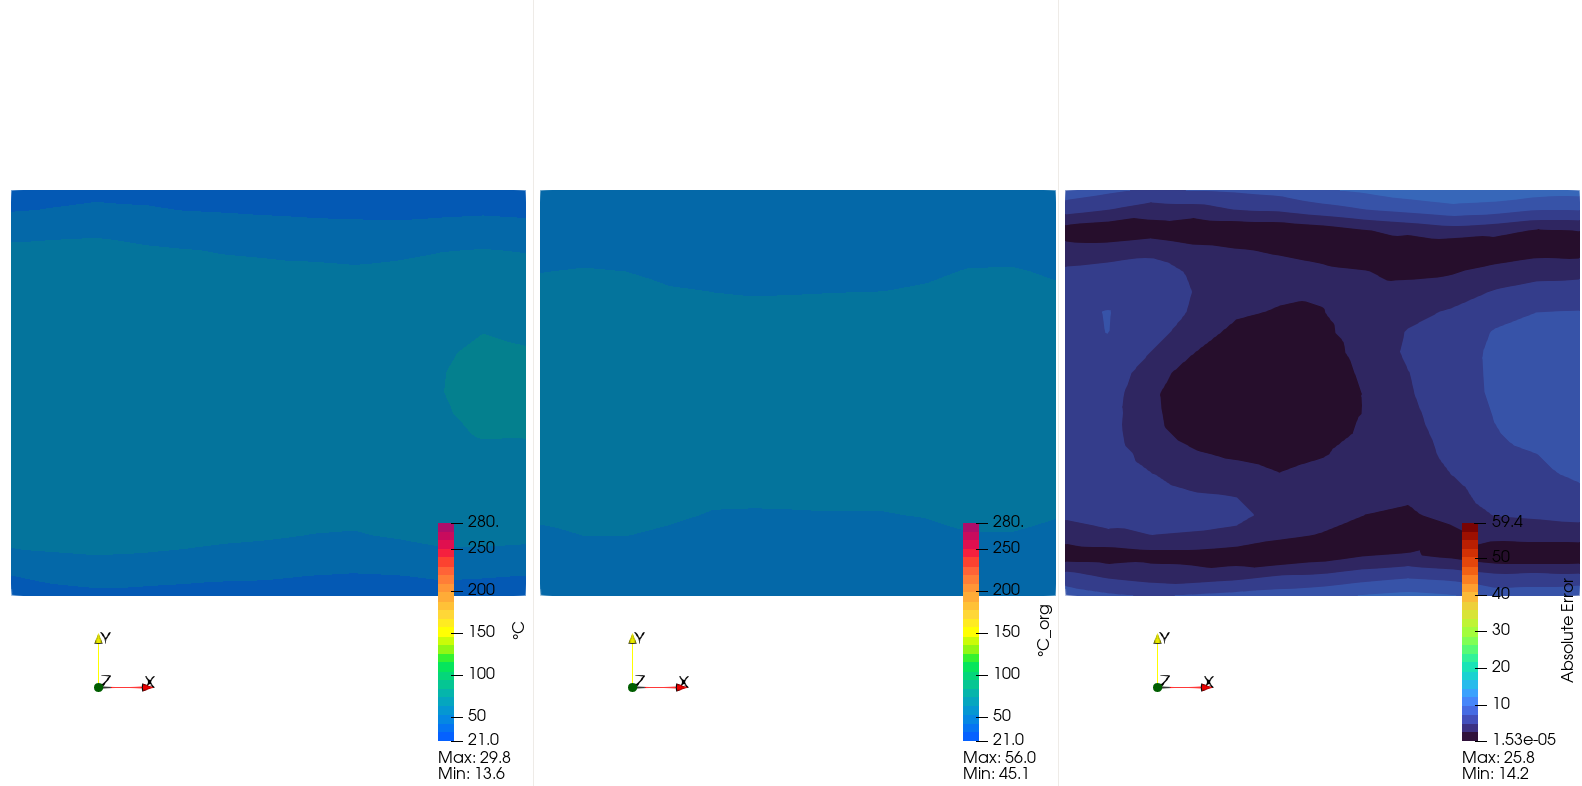 280.
250
200
150
100
50
21.0
°C
Max: 29.8
Min: 13.6
Y
Z
X
280.
250
200
150
100
50
21.0
°C_org
Max: 56.0
Min: 45.1
Y
Z
X
59.4
50
40
30
20
10
1.53e-05
Absolute Error
Max: 25.8
Min: 14.2
Y
Z
X